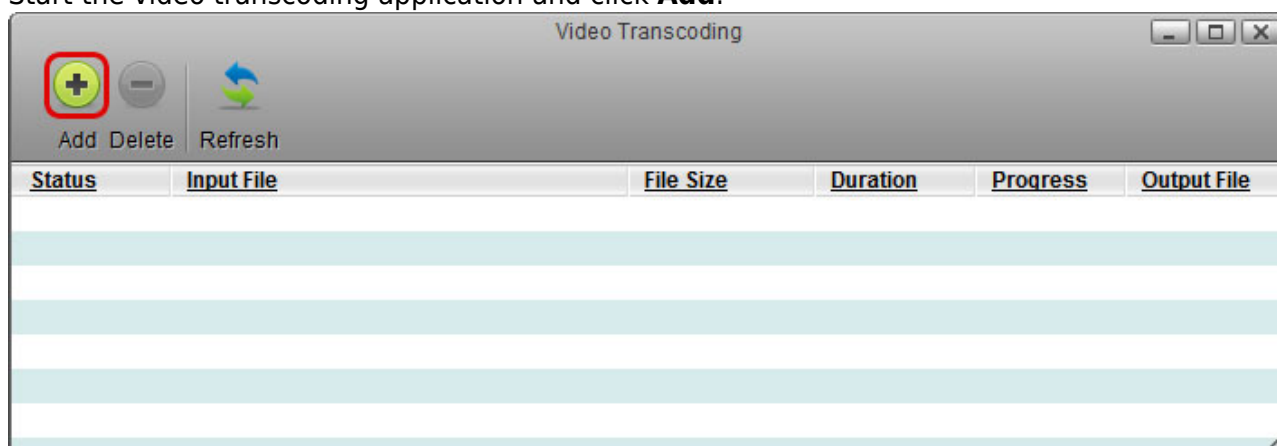 Start the video transcoding application and click Add.
Video Transcoding
Add Delete Refresh
Status Input File File Size Duration Progress Output File